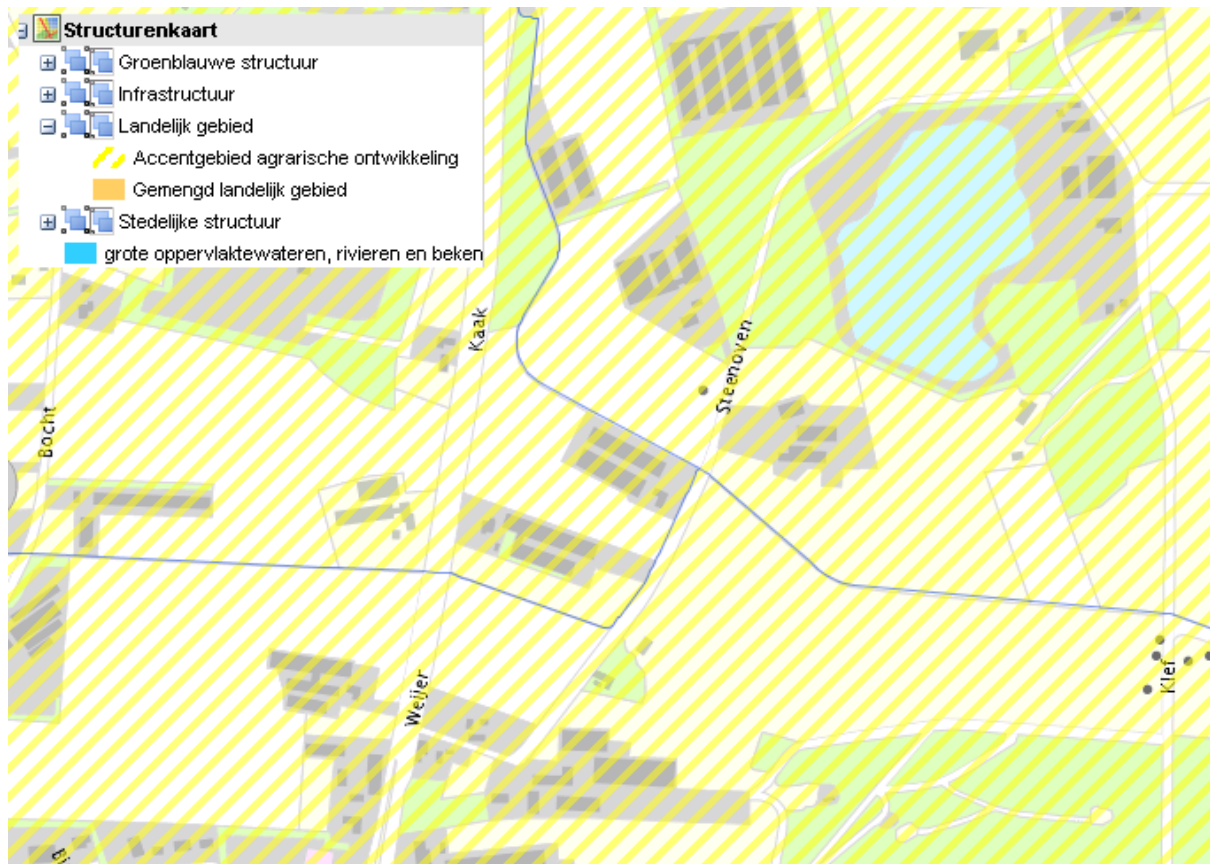 Structurenkaart
Groenblauwe structuur
Infrastructuur
Landelijk gebied
Accentgebied agrarische ontwikkeling
Gemengd landelijk gebied
Stedelijke structuur
grote oppervlaktewateren, rivieren en beken
Kaak
Steenoven
Bocht
Weijer
Klef